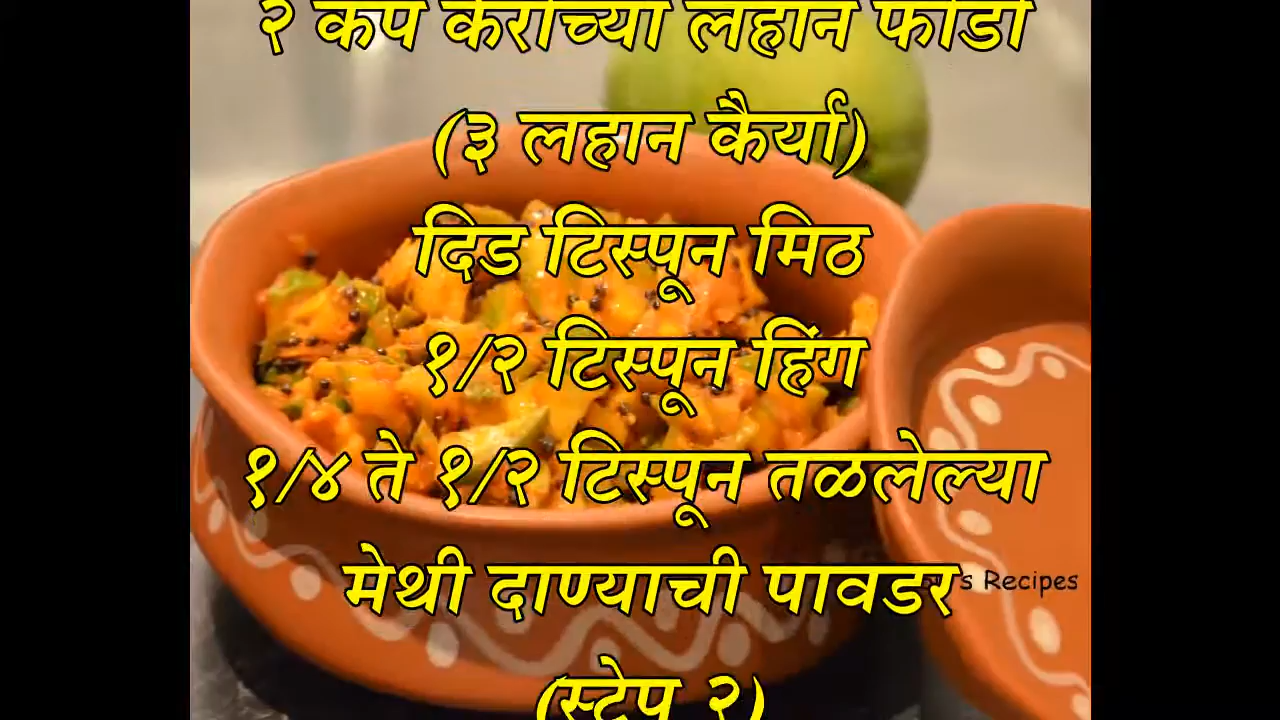 २ कप कैरीच्या लहान फोडी
(३ लहान कैर्या)
दिड टिस्पून मिठ
१/२ टिस्पून हिंग
१/४ ते १/२ टिस्पून तळलेल्या
मेथी दाण्याची पावडर
's Recipes
(स्टेप २)